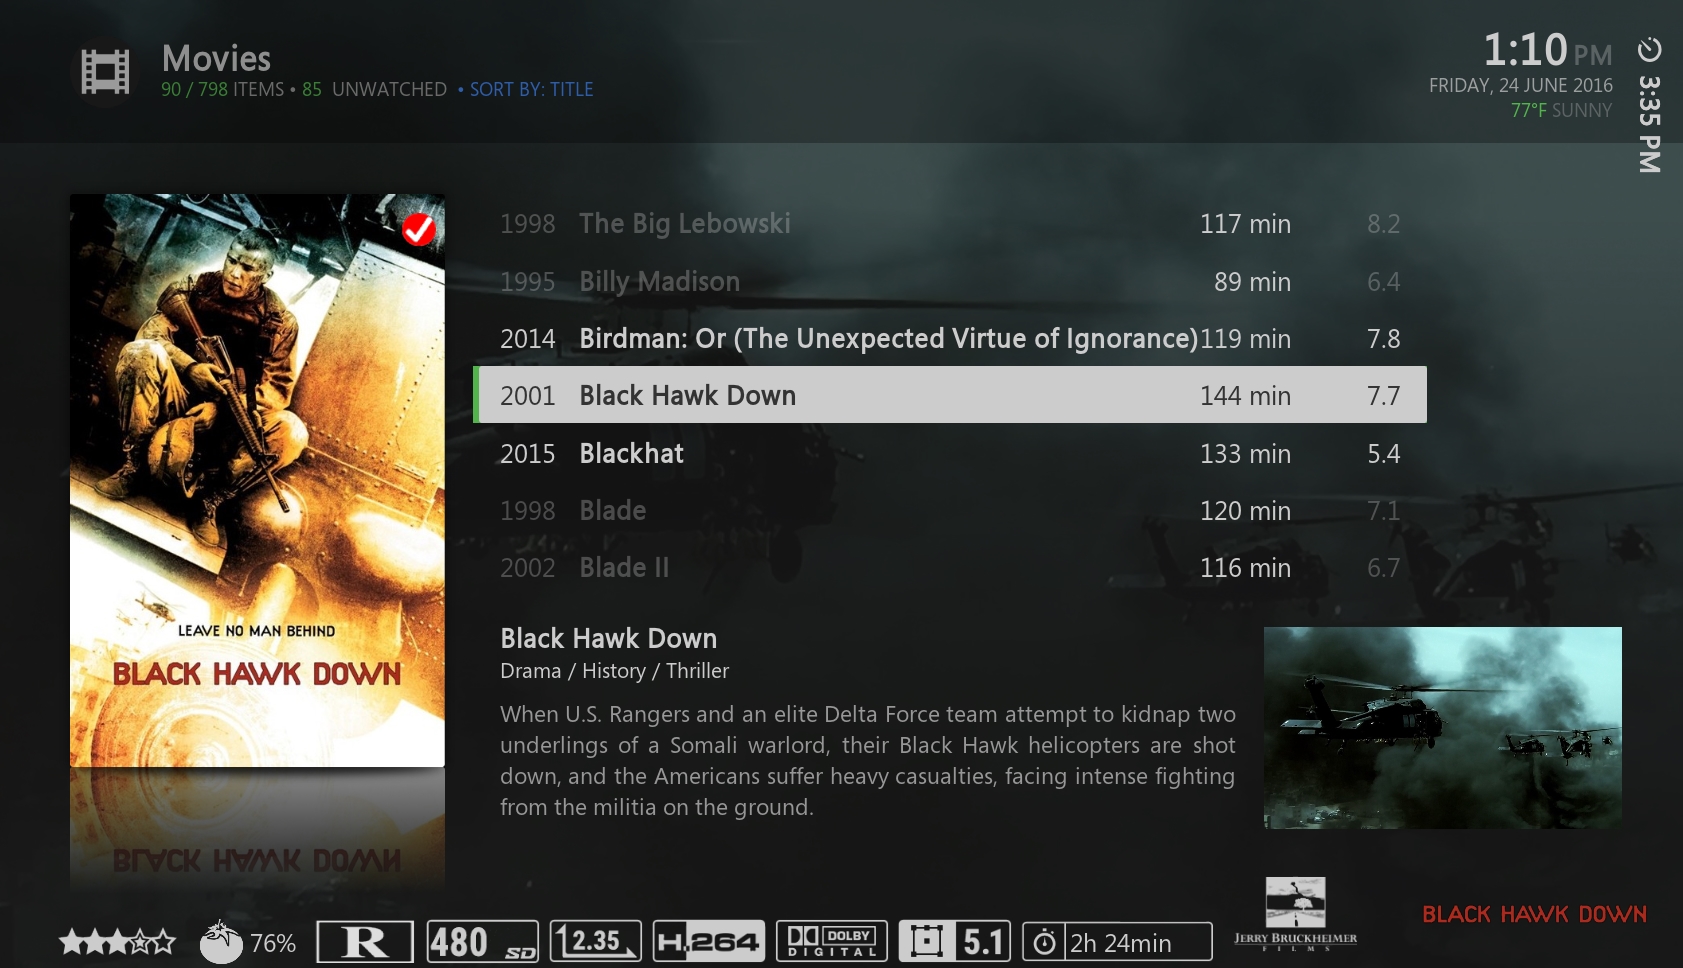 Movies
90 / 798 ITEMS • 85 UNWATCHED • SORT BY: TITLE
1:10 PM
FRIDAY, 24 JUNE 2016
77°F SUNNY
3:35 PM
1998 The Big Lebowski 117 min 8.2
1995 Billy Madison 89 min 6.4
2014 Birdman: Or (The Unexpected Virtue of Ignorance) 119 min 7.8
2001 Black Hawk Down 144 min 7.7
2015 Blackhat 133 min 5.4
1998 Blade 120 min 7.1
2002 Blade II 116 min 6.7
LEAVE NO MAN BEHIND
BLACK HAWK DOWN
Black Hawk Down
Drama / History / Thriller
When U.S. Rangers and an elite Delta Force team attempt to kidnap two
underlings of a Somali warlord, their Black Hawk helicopters are shot
down, and the Americans suffer heavy casualties, facing intense fighting
from the militia on the ground.
BLACK HAWK DOWN
76% R 480 SD 2.35 H.264 DOLBY DIGITAL 5.1 2h 24min
JERRY BRUCKHEIMER
FILMS
BLACK HAWK DOWN